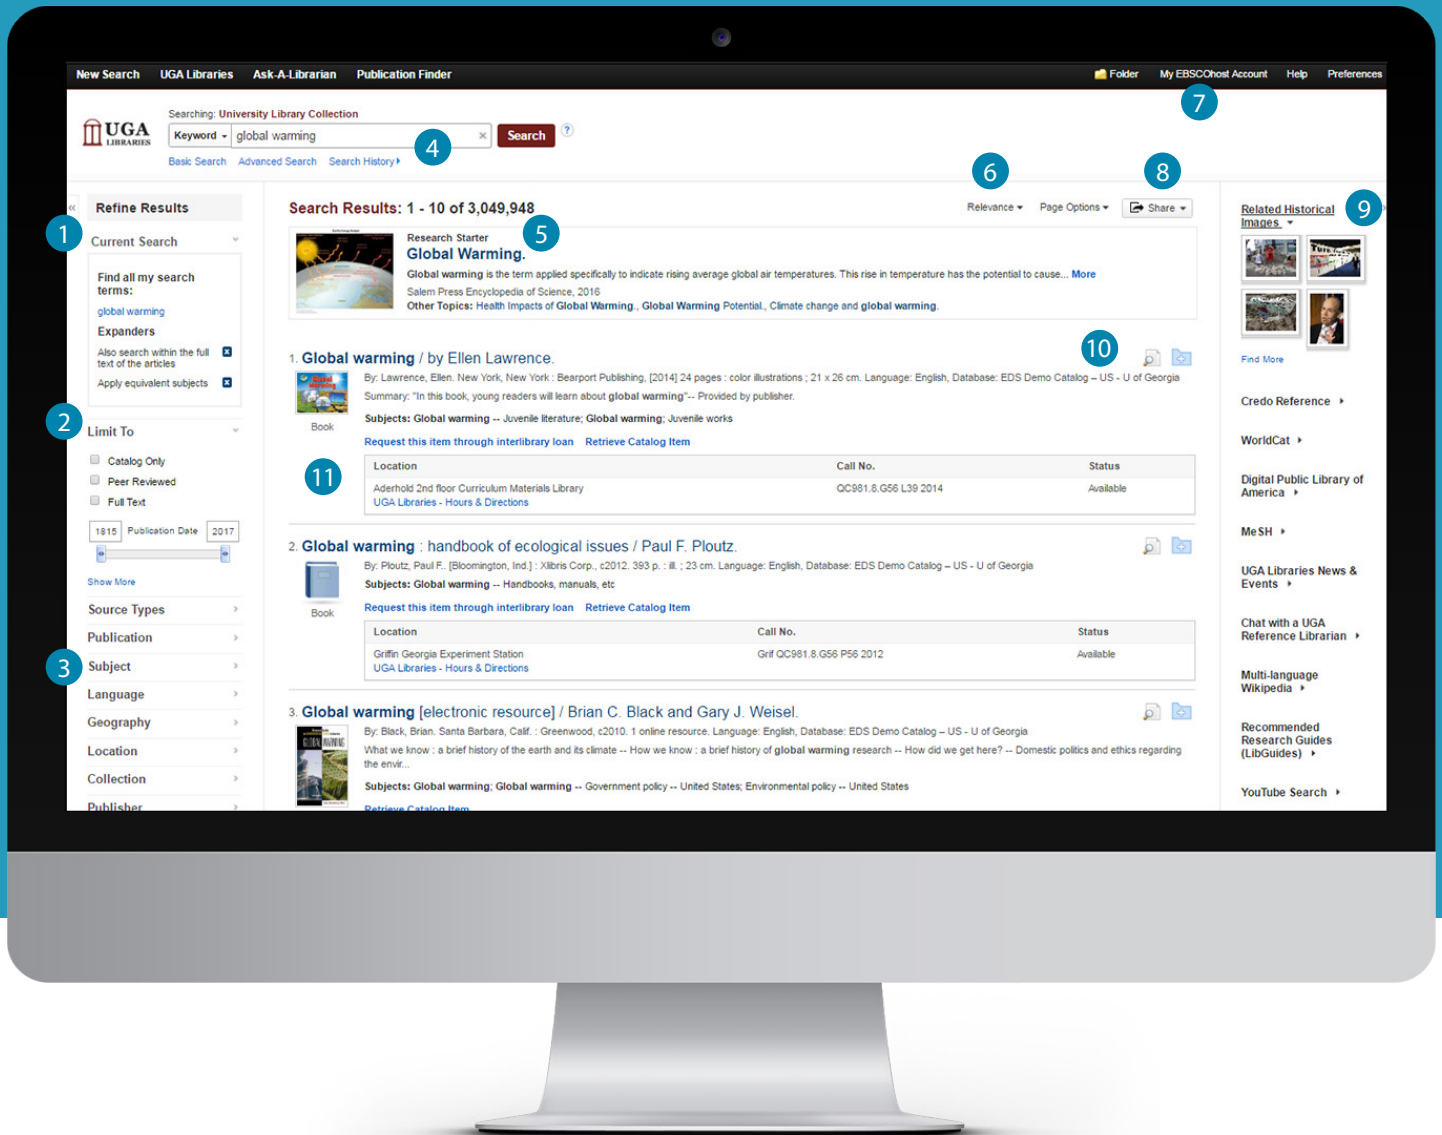 New Search UGA Libraries Ask-A-Librarian Publication Finder Folder My EBSCOhost Account Help Preferences
7
UGA
LIBRARIES
Searching: University Library Collection
Keyword global warming × Search ?
4
Basic Search Advanced Search Search History
6
8
« Refine Results
1
Current Search
Find all my search
terms:
global warming
Expanders
Also search within the full
text of the articles
Apply equivalent subjects
2
Limit To
Catalog Only
Peer Reviewed
Full Text
1815 Publication Date 2017
Show More
Source Types
Publication
3
Subject
Language
Geography
Location
Collection
Publisher
Search Results: 1 - 10 of 3,049,948
Relevance Page Options Share
5
Research Starter
Global Warming.
Global warming is the term applied specifically to indicate rising average global air temperatures. This rise in temperature has the potential to cause... More
Salem Press Encyclopedia of Science, 2016
Other Topics: Health Impacts of Global Warming., Global Warming Potential., Climate change and global warming.
10
1. Global warming / by Ellen Lawrence.
By: Lawrence, Ellen. New York, New York : Bearport Publishing, [2014] 24 pages : color illustrations ; 21 x 26 cm. Language: English, Database: EDS Demo Catalog – US - U of Georgia
Summary: "In this book, young readers will learn about global warming"-- Provided by publisher.
Subjects: Global warming -- Juvenile literature; Global warming; Juvenile works
Book
Request this item through interlibrary loan Retrieve Catalog Item
11
Location Call No. Status
Aderhold 2nd floor Curriculum Materials Library QC981.8.G56 L39 2014 Available
UGA Libraries - Hours & Directions
2. Global warming : handbook of ecological issues / Paul F. Ploutz.
By: Ploutz, Paul F.. [Bloomington, Ind.] : Xlibris Corp., c2012. 393 p. : ill. ; 23 cm. Language: English, Database: EDS Demo Catalog – US - U of Georgia
Subjects: Global warming -- Handbooks, manuals, etc
Book
Request this item through interlibrary loan Retrieve Catalog Item
Location Call No. Status
Griffin Georgia Experiment Station Grif QC981.8.G56 P56 2012 Available
UGA Libraries - Hours & Directions
3. Global warming [electronic resource] / Brian C. Black and Gary J. Weisel.
By: Black, Brian. Santa Barbara, Calif. : Greenwood, c2010. 1 online resource. Language: English, Database: EDS Demo Catalog – US - U of Georgia
What we know : a brief history of the earth and its climate -- How we know : a brief history of global warming research -- How did we get here? -- Domestic politics and ethics regarding
the envir...
GLOBAL WARMING
Subjects: Global warming; Global warming -- Government policy -- United States; Environmental policy -- United States
Retrieve Catalog Item
9
Related Historical
Images
Find More
Credo Reference
WorldCat
Digital Public Library of
America
MeSH
UGA Libraries News &
Events
Chat with a UGA
Reference Librarian
Multi-language
Wikipedia
Recommended
Research Guides
(LibGuides)
YouTube Search